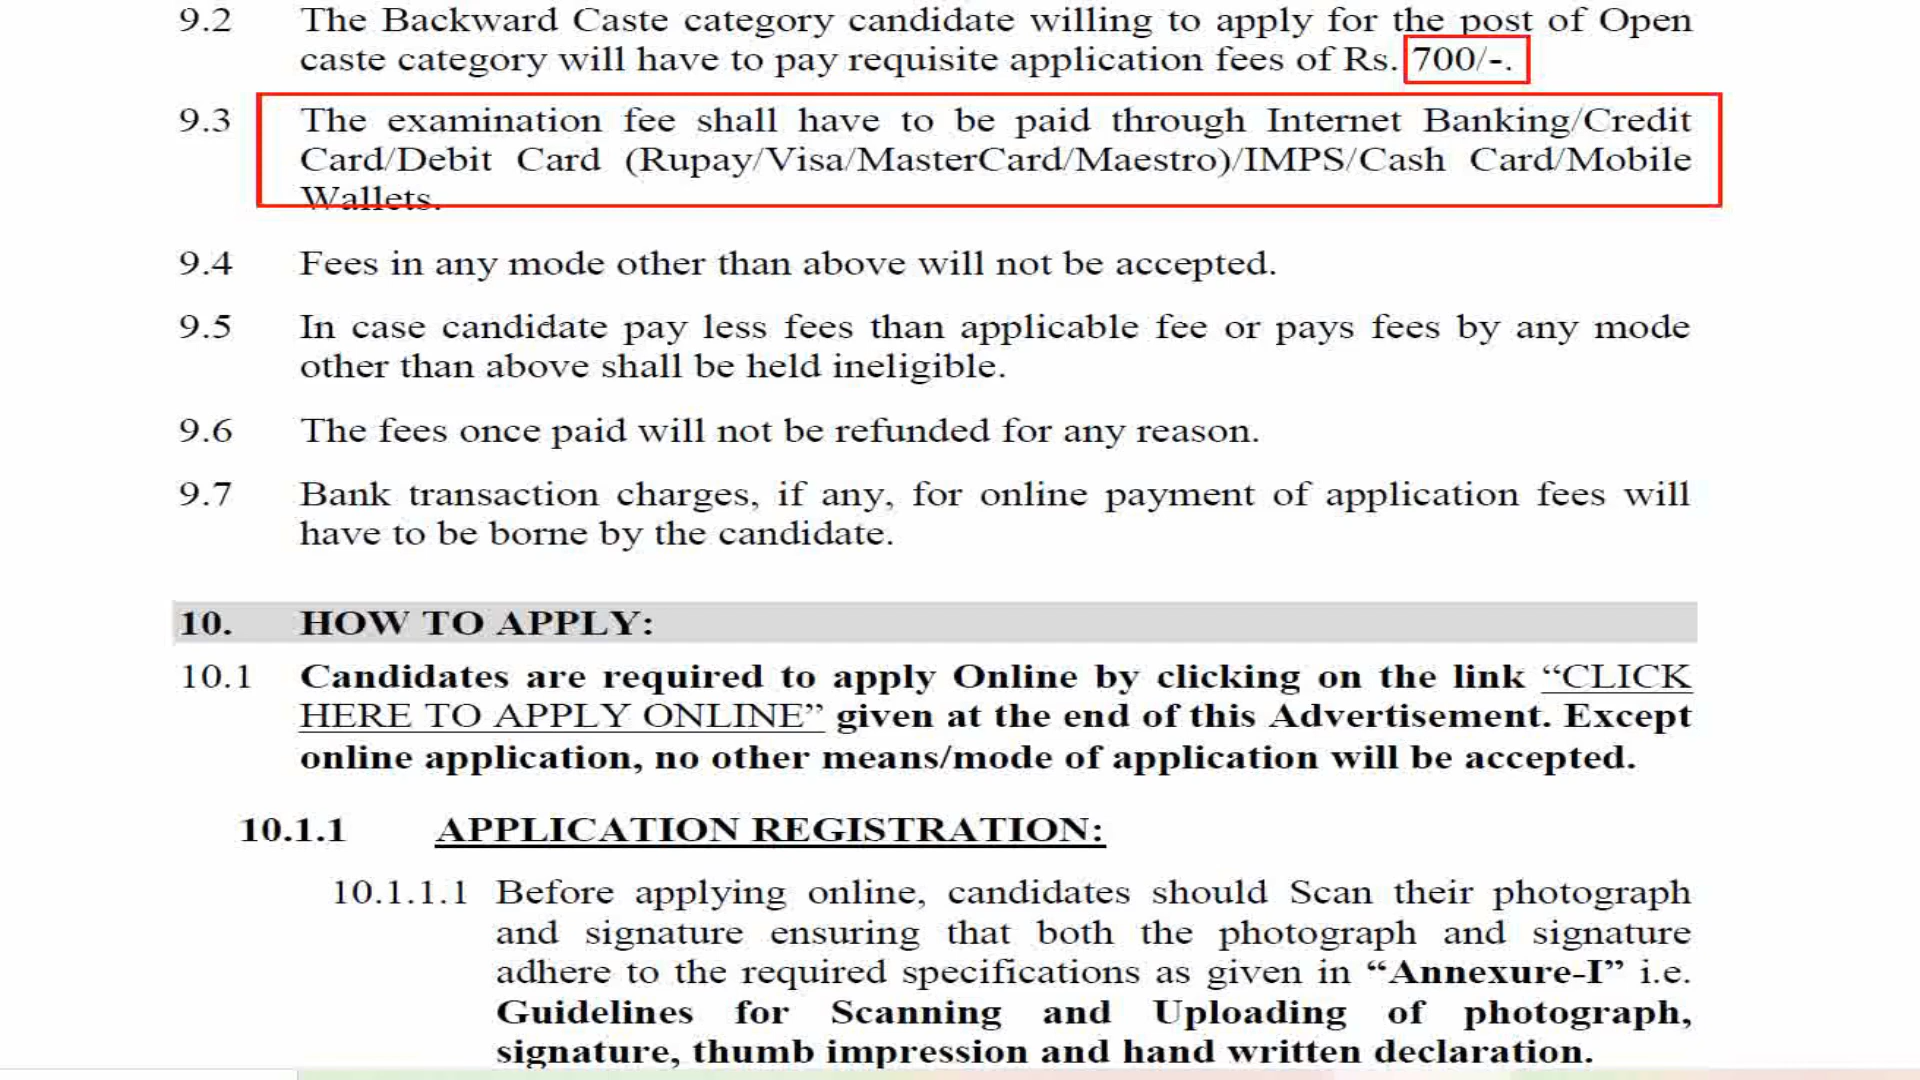 9.2 The Backward Caste category candidate willing to apply for the post of Open
caste category will have to pay requisite application fees of Rs. 700/-.
9.3 The examination fee shall have to be paid through Internet Banking/Credit
Card/Debit Card (Rupay/Visa/MasterCard/Maestro)/IMPS/Cash Card/Mobile
Wallets.
9.4 Fees in any mode other than above will not be accepted.
9.5 In case candidate pay less fees than applicable fee or pays fees by any mode
other than above shall be held ineligible.
9.6 The fees once paid will not be refunded for any reason.
9.7 Bank transaction charges, if any, for online payment of application fees will
have to be borne by the candidate.
10. HOW TO APPLY:
10.1 Candidates are required to apply Online by clicking on the link “CLICK
HERE TO APPLY ONLINE” given at the end of this Advertisement. Except
online application, no other means/mode of application will be accepted.
10.1.1 APPLICATION REGISTRATION:
10.1.1.1 Before applying online, candidates should Scan their photograph
and signature ensuring that both the photograph and signature
adhere to the required specifications as given in “Annexure-I” i.e.
Guidelines for Scanning and Uploading of photograph,
signature, thumb impression and hand written declaration.